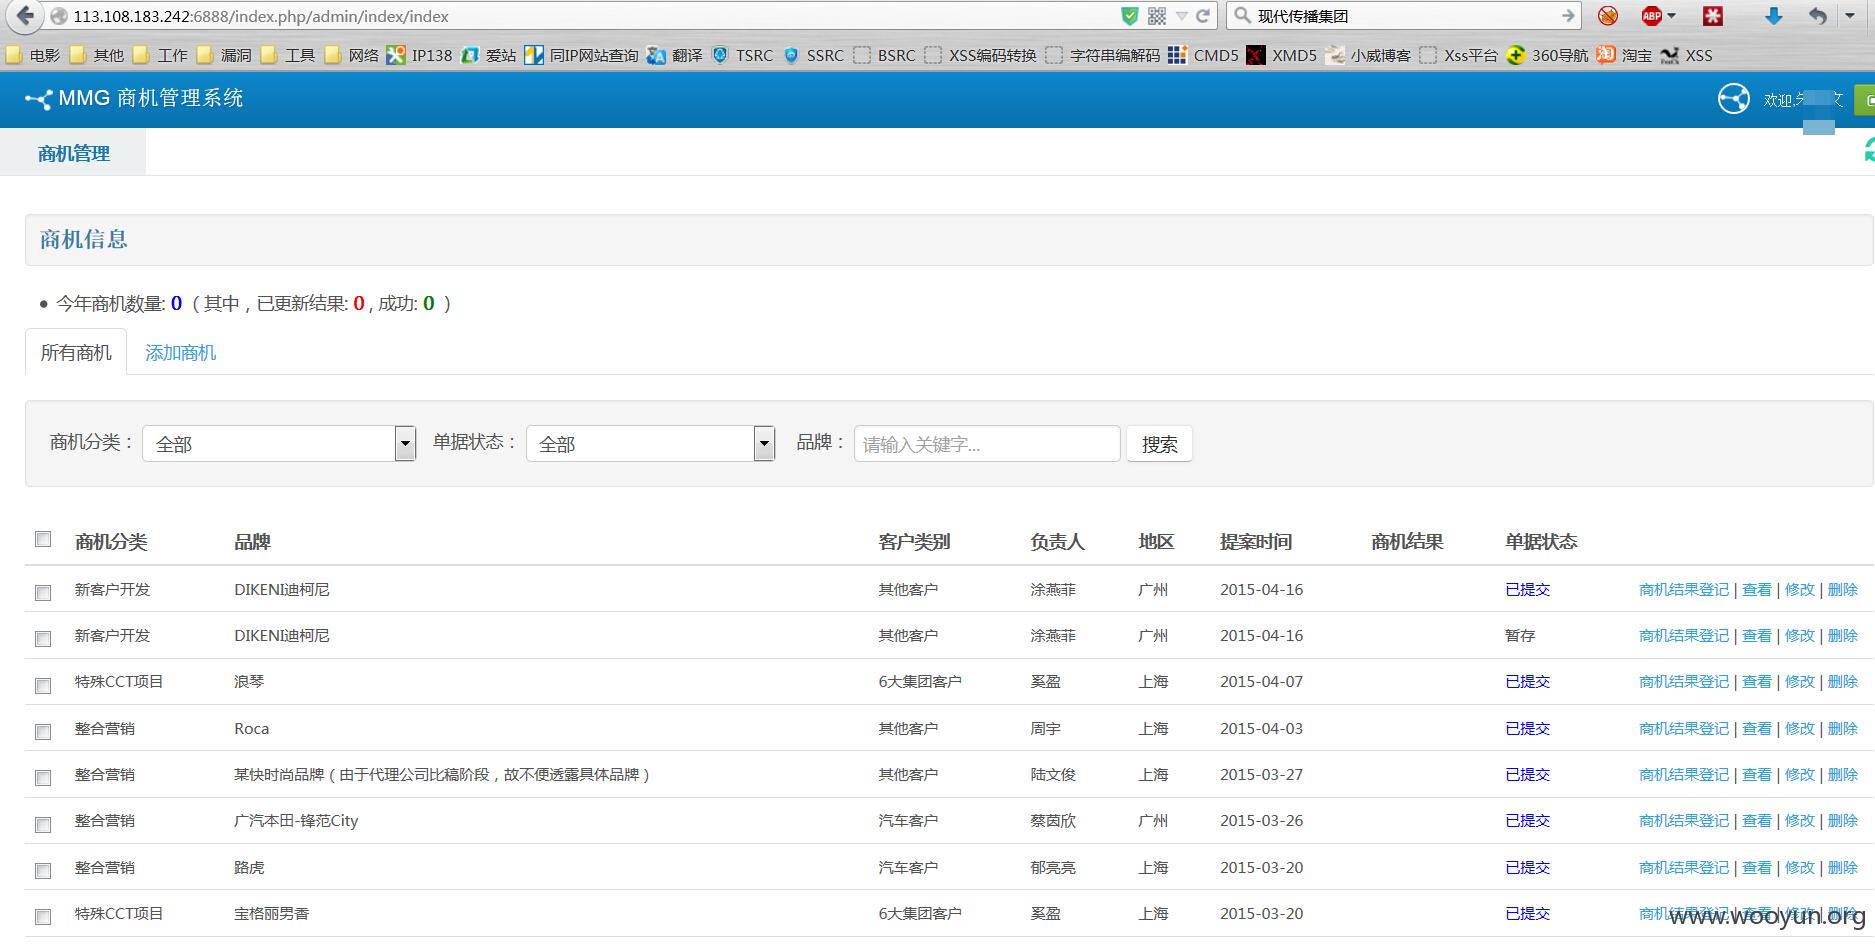 113.108.183.242:6888/index.php/admin/index/index 现代传播集团 ABP
电影 其他 工作 漏洞 工具 网络 IP138 爱站 同IP网站查询 翻译 TSRC SSRC BSRC XSS编码转换 字符串编解码 CMD5 XMD5 小威博客 Xss平台 360导航 淘宝 XSS
MMG 商机管理系统 欢迎,朱 文
商机管理
商机信息
今年商机数量: 0 ( 其中 , 已更新结果: 0 , 成功: 0 )
所有商机 添加商机
商机分类 : 全部 单据状态 : 全部 品牌 : 请输入关键字... 搜索
商机分类 品牌 客户类别 负责人 地区 提案时间 商机结果 单据状态
新客户开发 DIKENI迪柯尼 其他客户 涂燕菲 广州 2015-04-16 已提交 商机结果登记 | 查看 | 修改 | 删除
新客户开发 DIKENI迪柯尼 其他客户 涂燕菲 广州 2015-04-16 暂存 商机结果登记 | 查看 | 修改 | 删除
特殊CCT项目 浪琴 6大集团客户 奚盈 上海 2015-04-07 已提交 商机结果登记 | 查看 | 修改 | 删除
整合营销 Roca 其他客户 周宇 上海 2015-04-03 已提交 商机结果登记 | 查看 | 修改 | 删除
整合营销 某快时尚品牌 ( 由于代理公司比稿阶段 , 故不便透露具体品牌 ) 其他客户 陆文俊 上海 2015-03-27 已提交 商机结果登记 | 查看 | 修改 | 删除
整合营销 广汽本田-锋范City 汽车客户 蔡茵欣 广州 2015-03-26 已提交 商机结果登记 | 查看 | 修改 | 删除
整合营销 路虎 汽车客户 郁亮亮 上海 2015-03-20 已提交 商机结果登记 | 查看 | 修改 | 删除
特殊CCT项目 宝格丽男香 6大集团客户 奚盈 上海 2015-03-20 已提交 商机结果登记 | 查看 | 修改 | 删除
www.wooyun.org